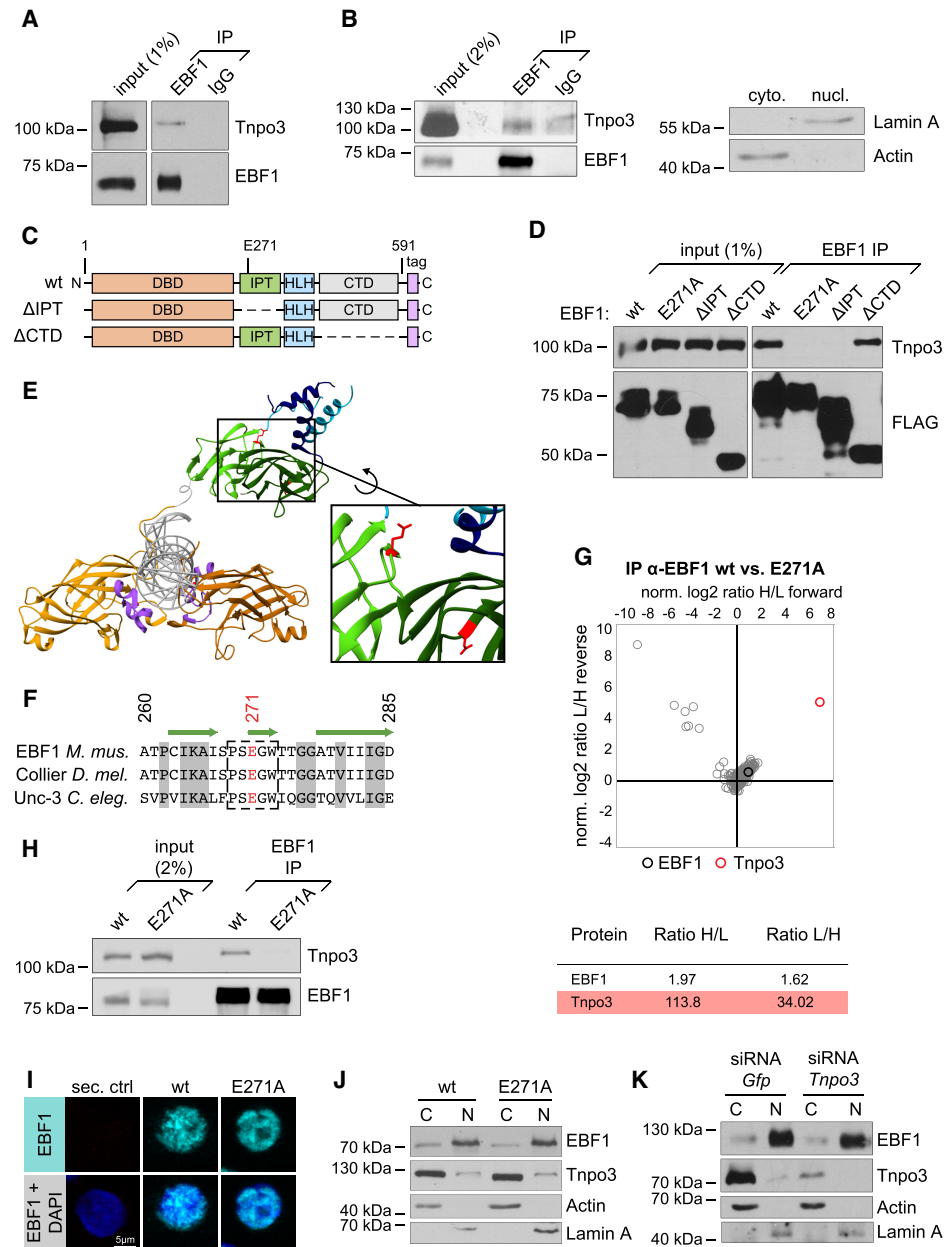 A
input (1%)
EBF1
IgG
IP
100 kDa
Tnpo3
75 kDa
EBF1
B
input (2%)
EBF1
IgG
IP
130 kDa
100 kDa
Tnpo3
75 kDa
EBF1
cyto.
nucl.
55 kDa
Lamin A
40 kDa
Actin
C
1
E271
591
tag
wt
N
DBD
IPT
HLH
CTD
C
ΔIPT
DBD
HLH
CTD
C
ΔCTD
DBD
IPT
HLH
C
D
input (1%)
EBF1 IP
EBF1:
wt
E271A
ΔIPT
ΔCTD
wt
E271A
ΔIPT
ΔCTD
100 kDa
Tnpo3
75 kDa
FLAG
50 kDa
E
F
260
271
285
EBF1 M. mus.
ATPCIKAISPSEGWTTGGATVIIIGD
Collier D. mel.
ATPCIKAISPSEGWTTGGATVIIIGD
Unc-3 C. eleg.
SVPVIKALFPSEGWIQGGTQVVLIGE
G
IP α-EBF1 wt vs. E271A
norm. log2 ratio H/L forward
-10 -8 -6 -4 -2 0 2 4 6 8
norm. log2 ratio L/H reverse
10
8
6
4
2
0
-2
-4
EBF1
Tnpo3
Protein Ratio H/L Ratio L/H
EBF1 1.97 1.62
Tnpo3 113.8 34.02
H
input
(2%)
EBF1
IP
wt
E271A
wt
E271A
100 kDa
Tnpo3
75 kDa
EBF1
I
sec. ctrl
wt
E271A
EBF1
EBF1 +
DAPI
5µm
J
wt
E271A
C N C N
70 kDa
EBF1
130 kDa
Tnpo3
40 kDa
Actin
70 kDa
Lamin A
K
siRNA
Gfp
siRNA
Tnpo3
C N C N
130 kDa
EBF1
70 kDa
Tnpo3
70 kDa
Actin
40 kDa
Lamin A